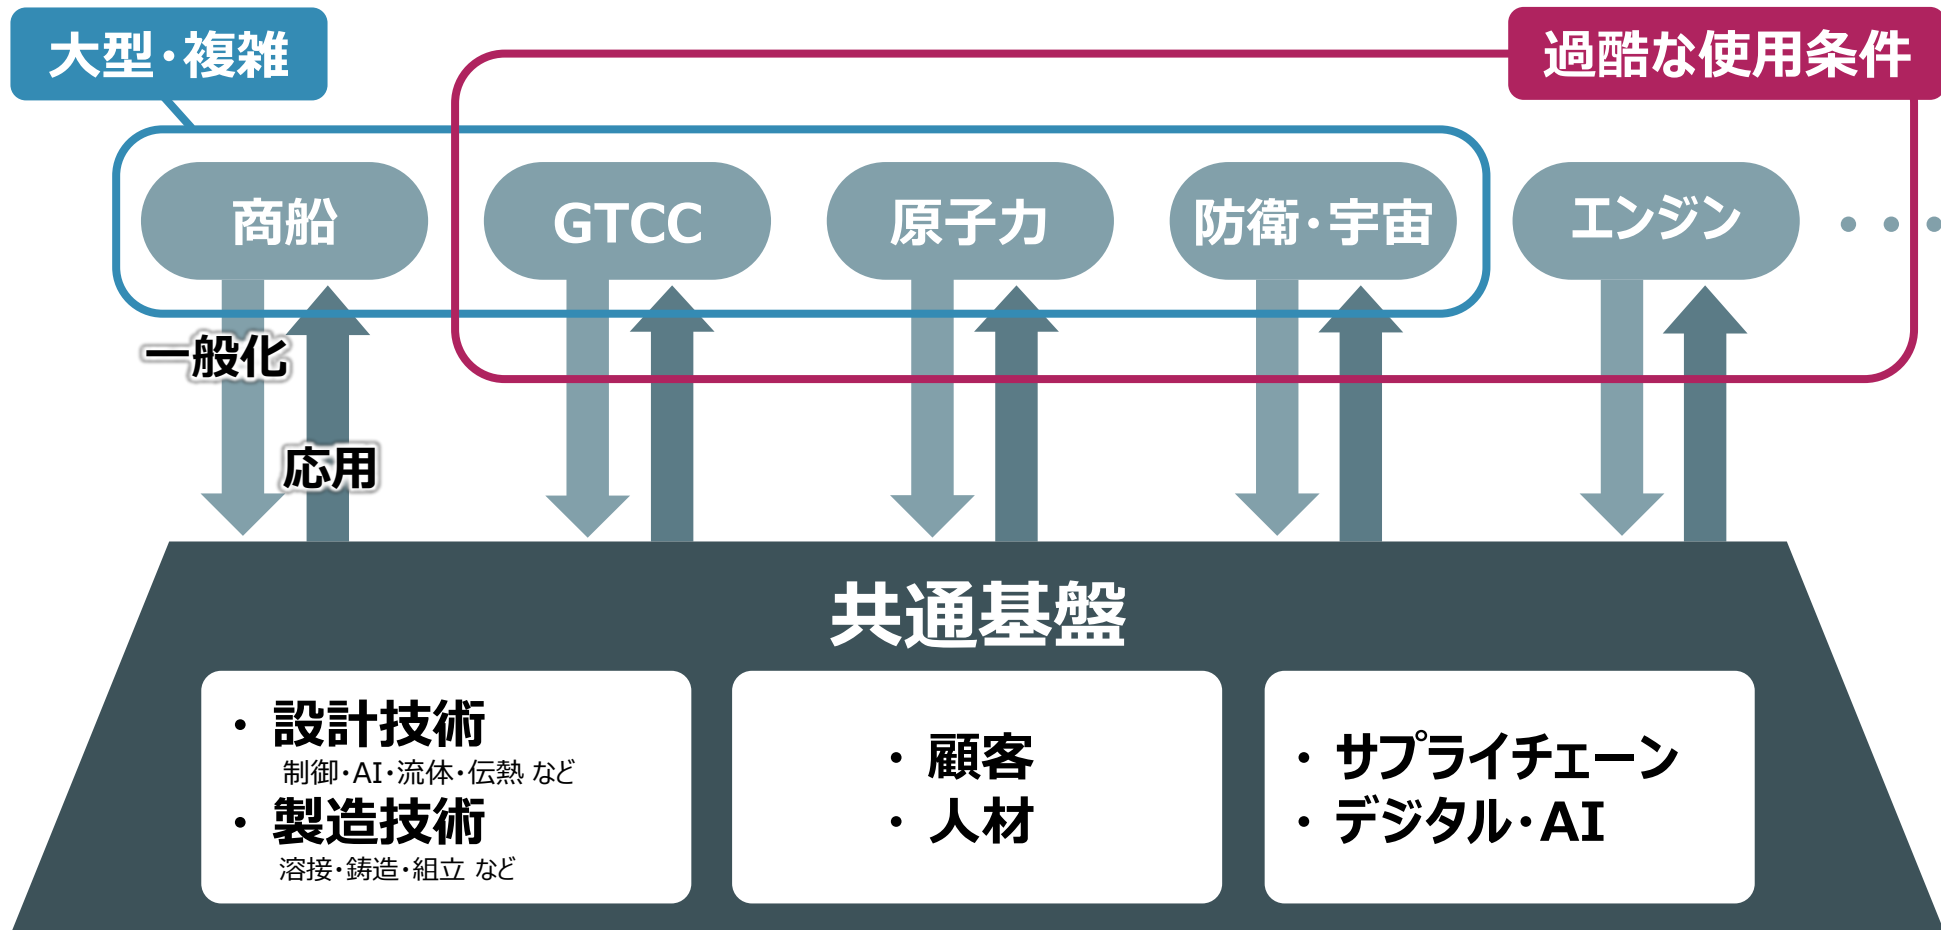 大型・複雑
過酷な使用条件
商船
GTCC
原子力
防衛・宇宙
エンジン
・・・
一般化
応用
共通基盤
・ 設計技術
制御・AI・流体・伝熱 など
・ 製造技術
溶接・鋳造・組立 など
・ 顧客
・ 人材
・ サプライチェーン
・ デジタル・AI